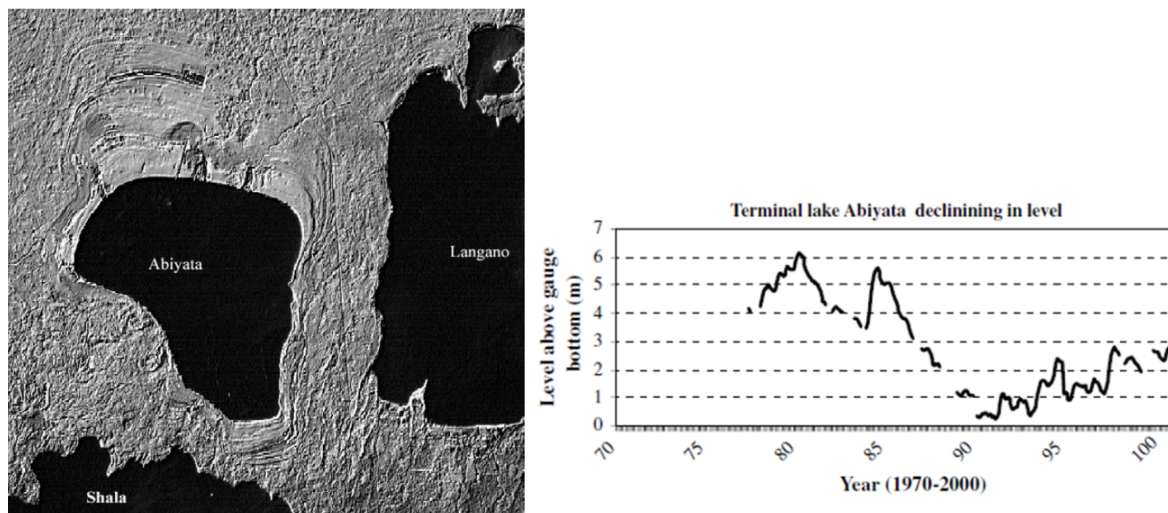 Abiyata
Langano
Shala
Terminal lake Abiyata declinining in level
Level above gauge
bottom (m)
7
6
5
4
3
2
1
0
70
75
80
85
90
95
100
Year (1970-2000)